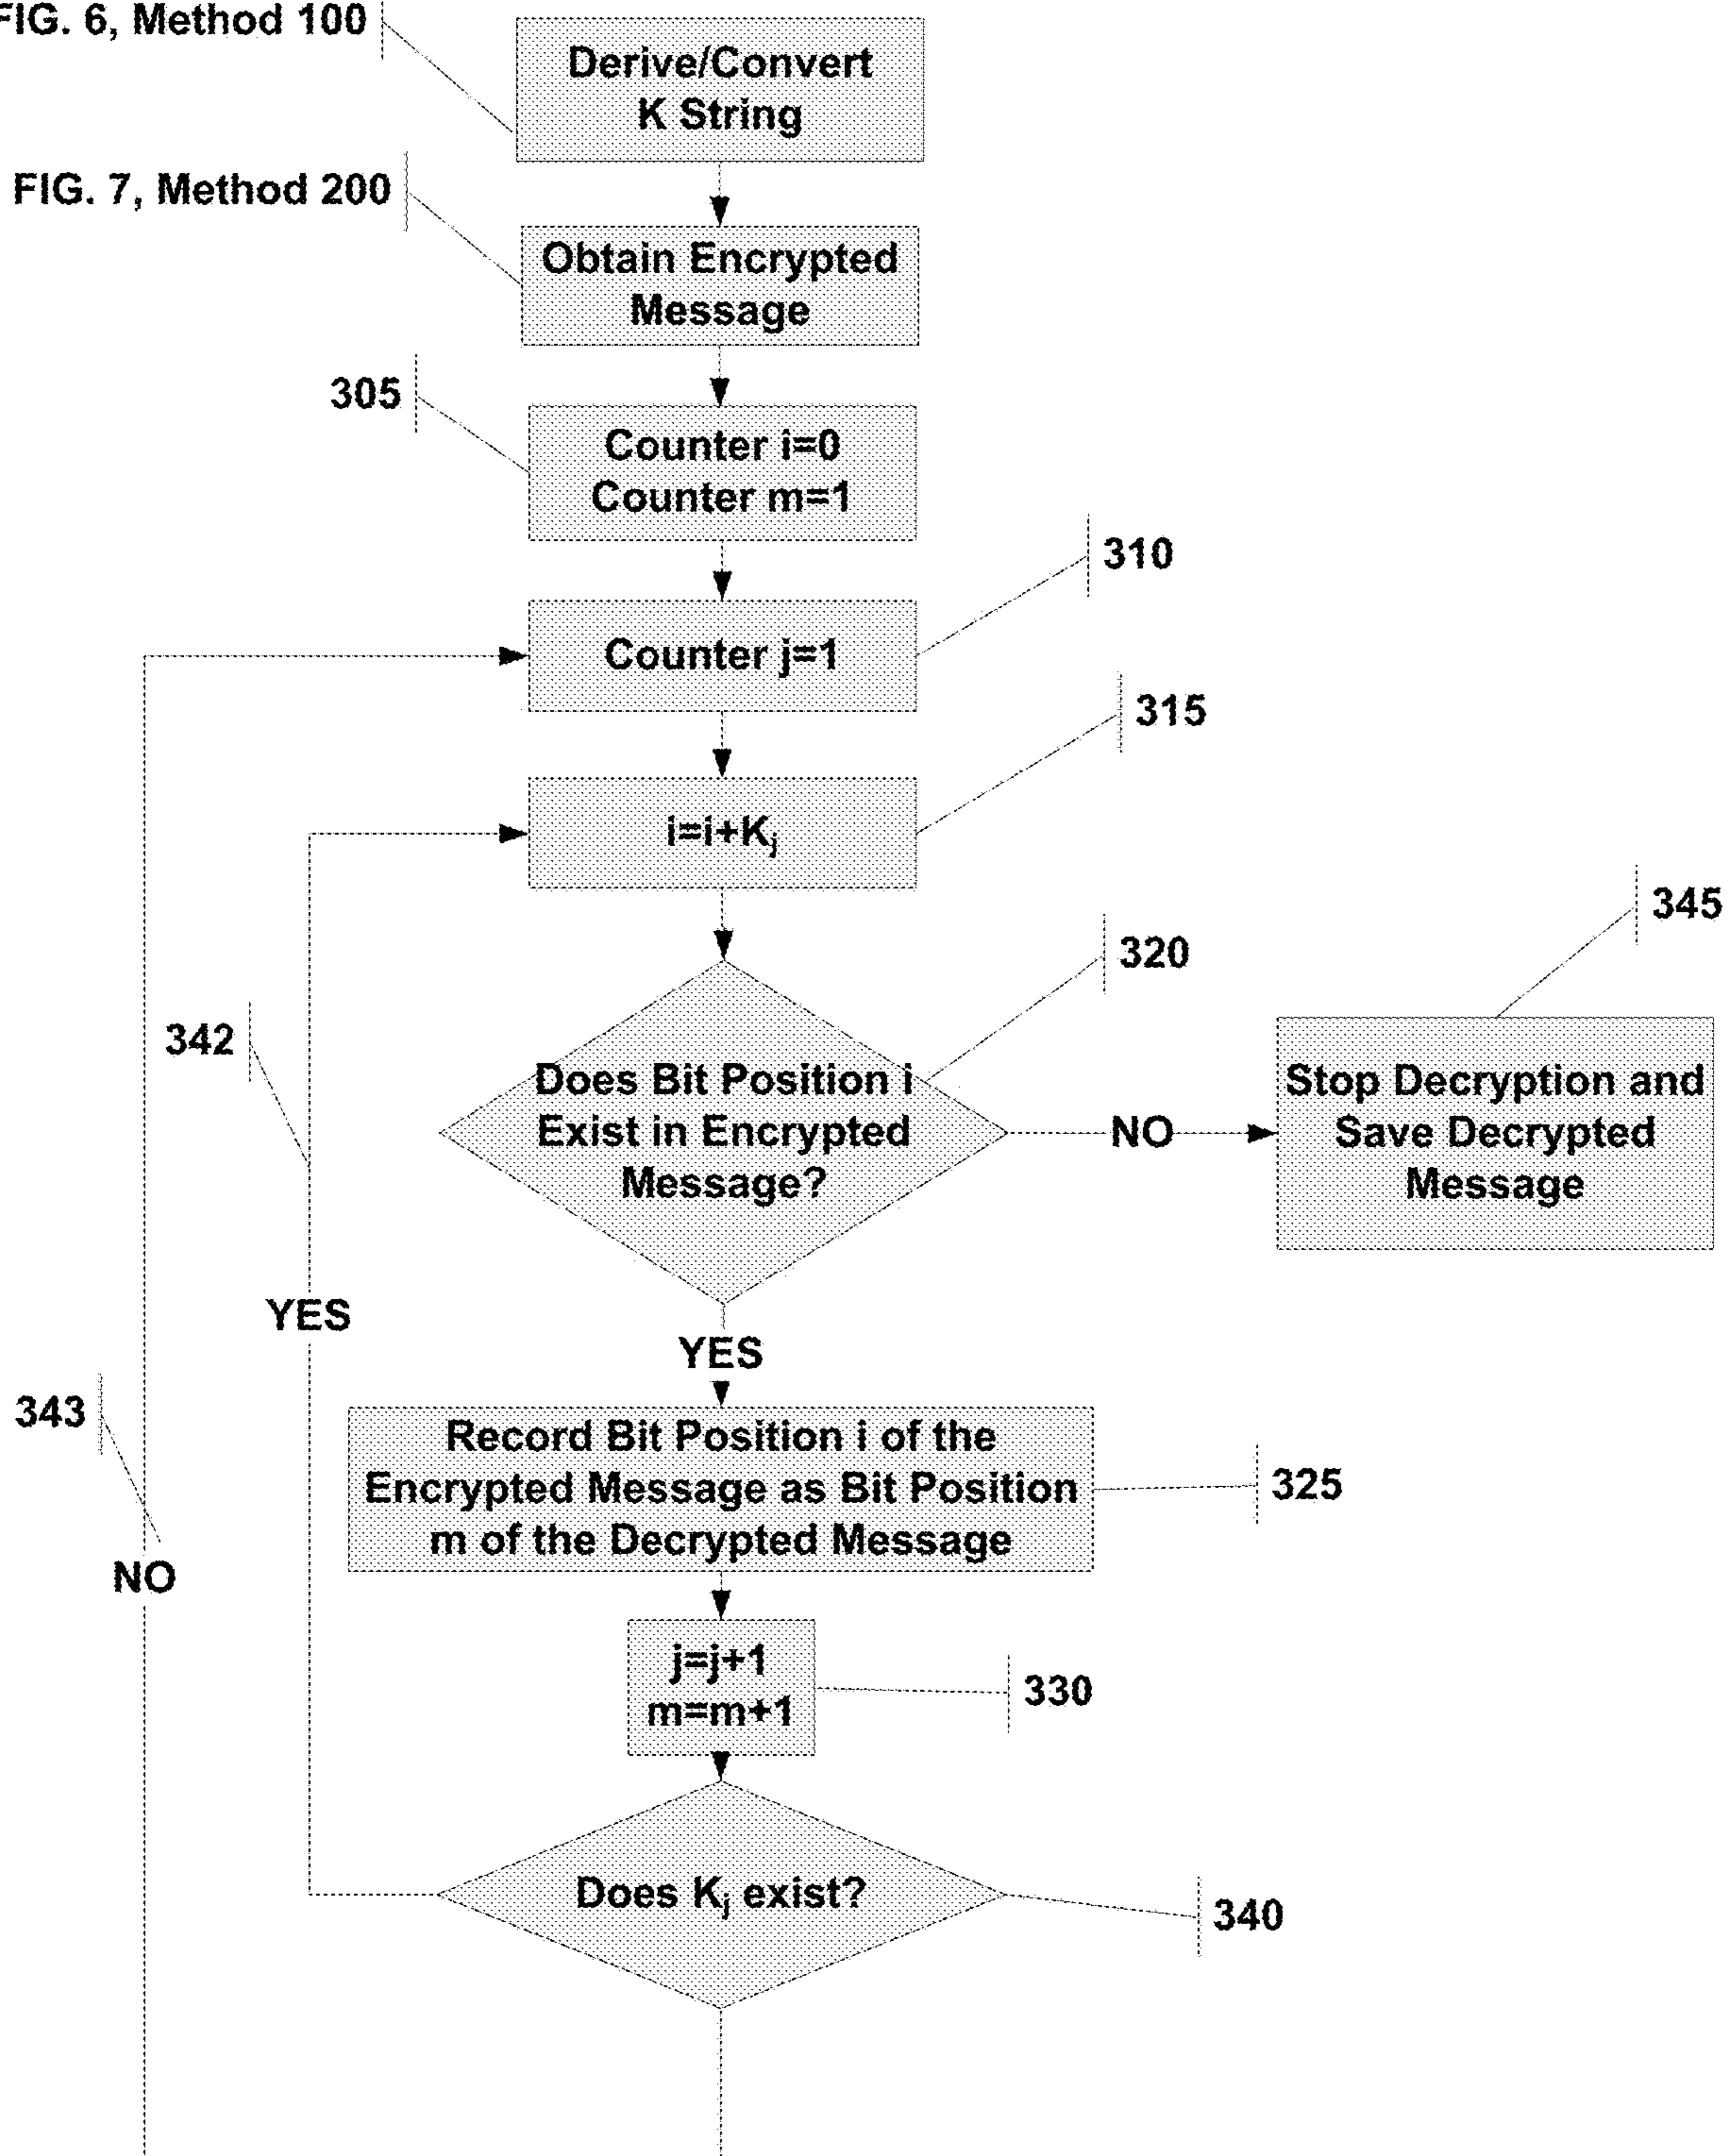 FIG. 6, Method 100
Derive/Convert
K String
FIG. 7, Method 200
Obtain Encrypted
Message
305
Counter i=0
Counter m=1
310
Counter j=1
315
i=i+Kj
345
320
342
Does Bit Position i
Exist in Encrypted
Message?
NO
Stop Decryption and
Save Decrypted
Message
YES
YES
343
Record Bit Position i of the
Encrypted Message as Bit Position
m of the Decrypted Message
325
NO
j=j+1
m=m+1
330
Does Kj exist?
340